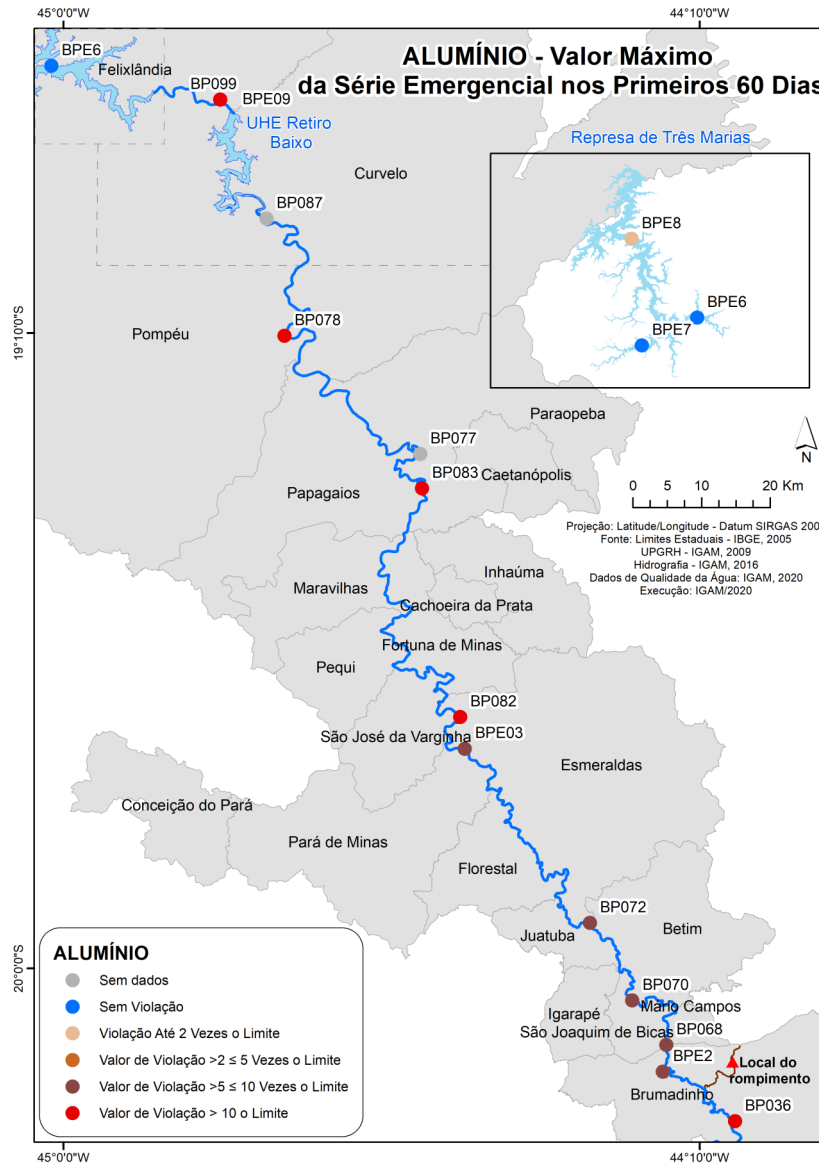 45°0'0"W
44°10'0"W
ALUMÍNIO - Valor Máximo
da Série Emergencial nos Primeiros 60 Dias
BPE6
Felixlândia
BP099
BPE09
UHE Retiro
Baixo
Curvelo
BP087
Represa de Três Marias
BPE8
BPE6
BPE7
19°10'0"S
Pompéu
BP078
Paraopeba
BP077
Caetanópolis
BP083
Papagaios
N
0 5 10 20 Km
Projeção: Latitude/Longitude - Datum SIRGAS 200
Fonte: Limites Estaduais - IBGE, 2005
UPGRH - IGAM, 2009
Hidrografia - IGAM, 2016
Dados de Qualidade da Água: IGAM, 2020
Execução: IGAM/2020
Inhaúma
Maravilhas
Cachoeira da Prata
Fortuna de Minas
Pequi
BP082
São José da Varginha
BPE03
Esmeraldas
Conceição do Pará
Pará de Minas
Florestal
BP072
Juatuba
Betim
20°0'0"S
BP070
Mário Campos
Igarapé
São Joaquim de Bicas
BP068
BPE2
Local do
rompimento
Brumadinho
BP036
ALUMÍNIO
Sem dados
Sem Violação
Violação Até 2 Vezes o Limite
Valor de Violação >2 ≤ 5 Vezes o Limite
Valor de Violação >5 ≤ 10 Vezes o Limite
Valor de Violação > 10 o Limite
45°0'0"W
44°10'0"W